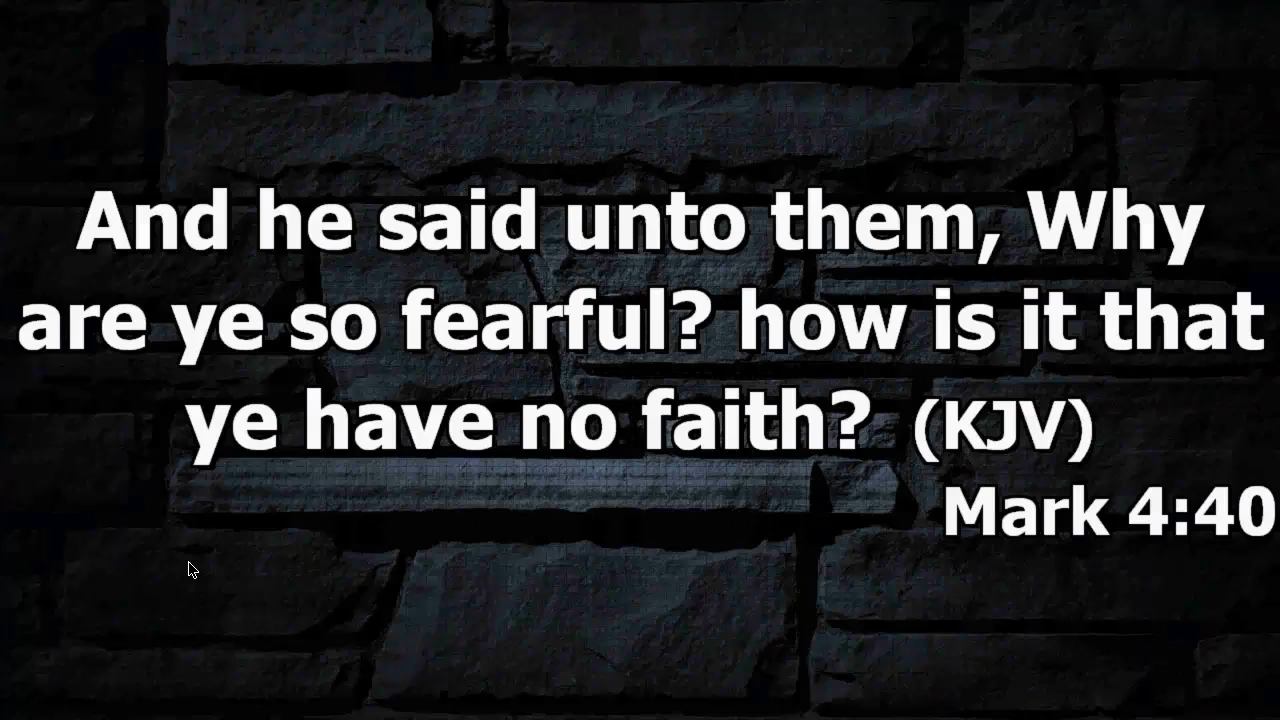 And he said unto them, Why
are ye so fearful? how is it that
ye have no faith? (KJV)
Mark 4:40